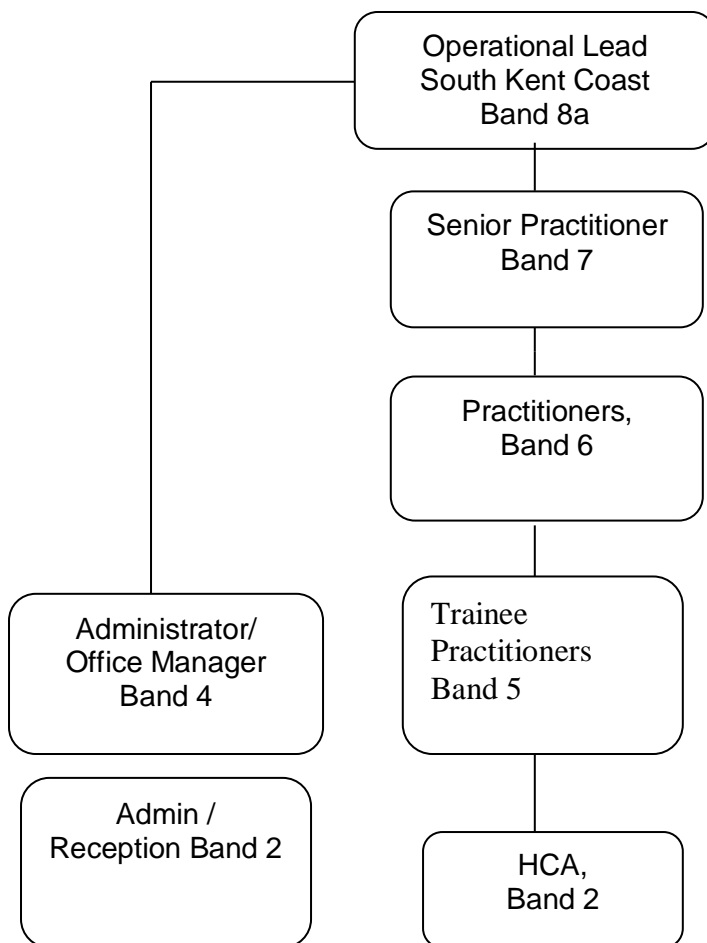 Operational Lead
South Kent Coast
Band 8a
Senior Practitioner
Band 7
Practitioners,
Band 6
Administrator/
Office Manager
Band 4
Trainee
Practitioners
Band 5
Admin /
Reception Band 2
HCA,
Band 2